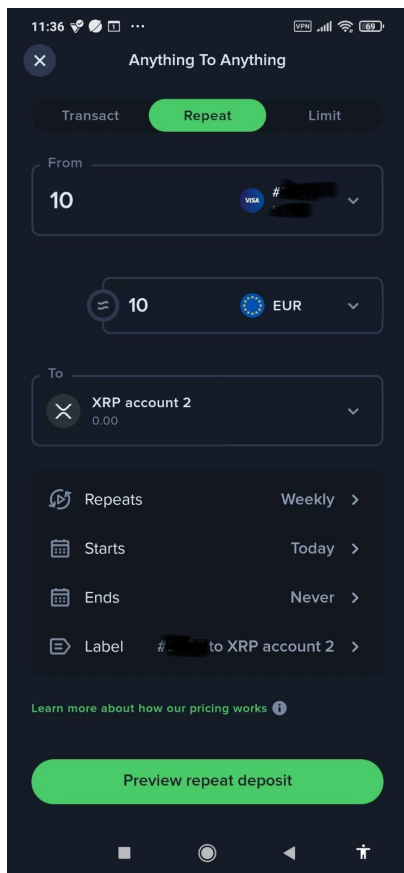 11:36
VPN
69
Anything To Anything
Transact
Repeat
Limit
From
10
VISA
#
10
EUR
To
XRP account 2
0.00
Repeats
Weekly
Starts
Today
Ends
Never
Label
# to XRP account 2
Learn more about how our pricing works
Preview repeat deposit